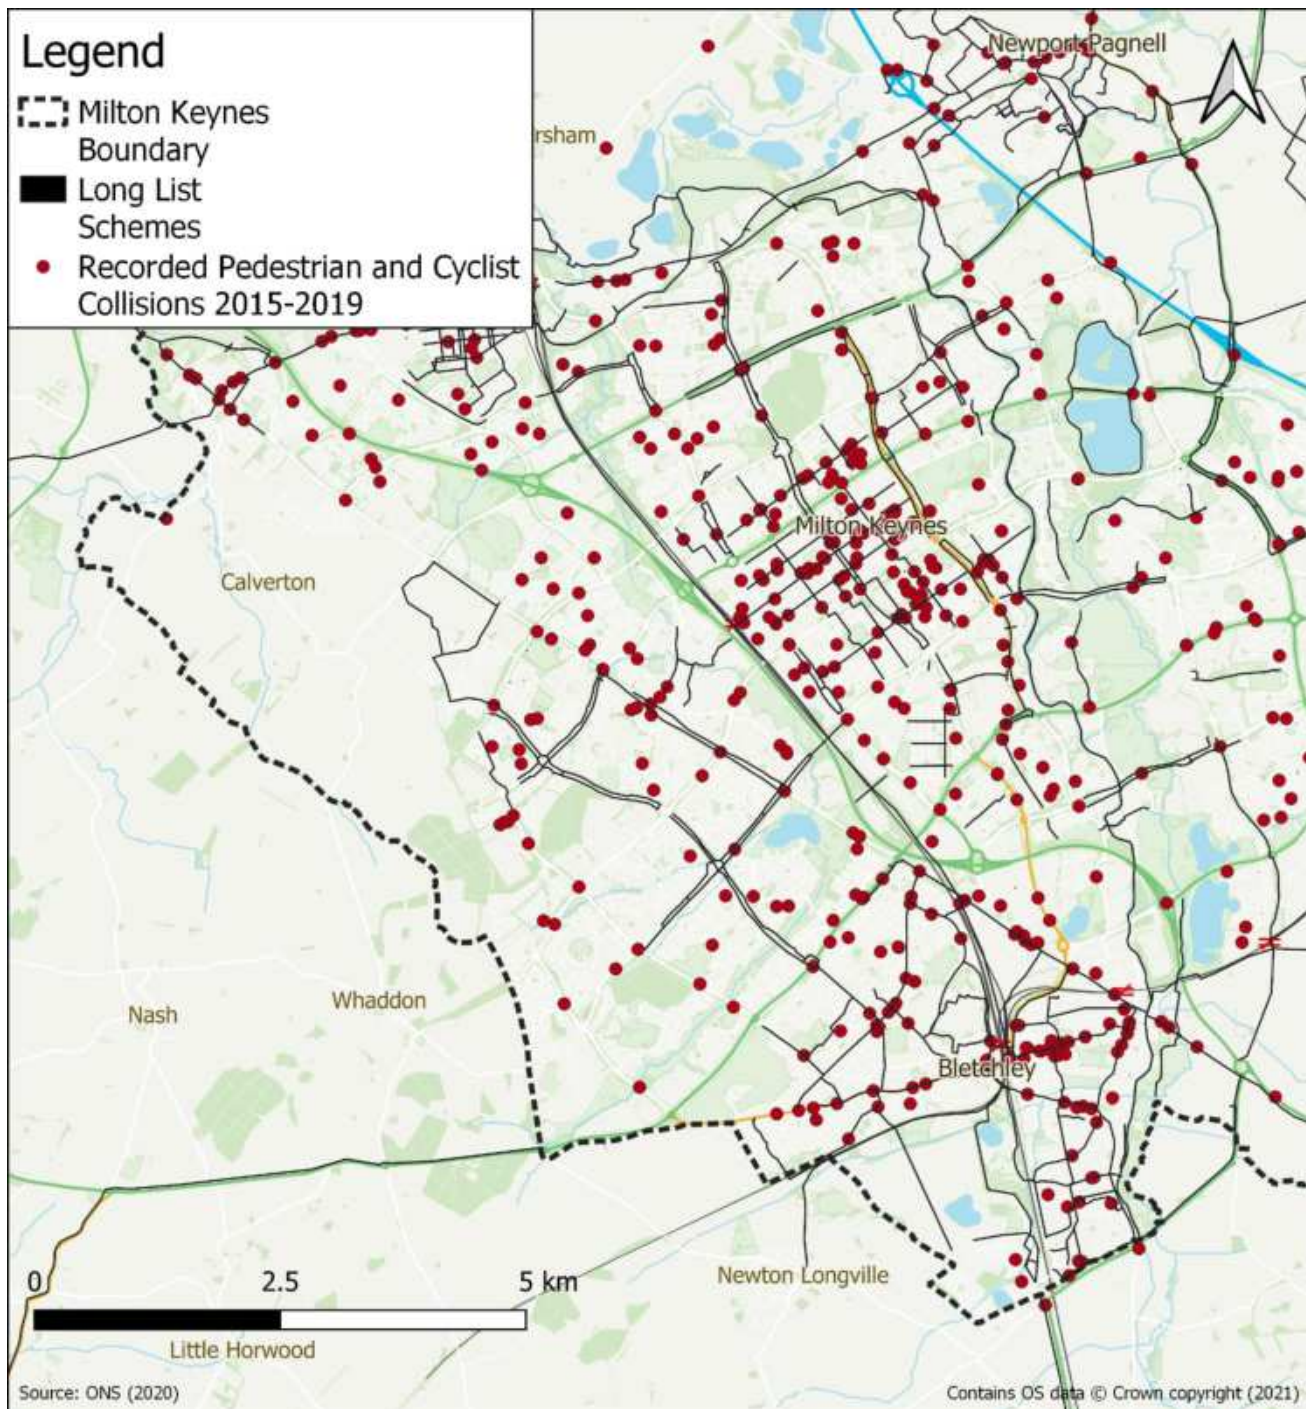 Legend
Milton Keynes
Boundary
Long List
Schemes
Recorded Pedestrian and Cyclist
Collisions 2015-2019
Newport Pagnell
rsham
Milton Keynes
Calverton
Whaddon
Nash
Bletchley
Newton Longville
0 2.5 5 km
Little Horwood
Source: ONS (2020)
Contains OS data © Crown copyright (2021)